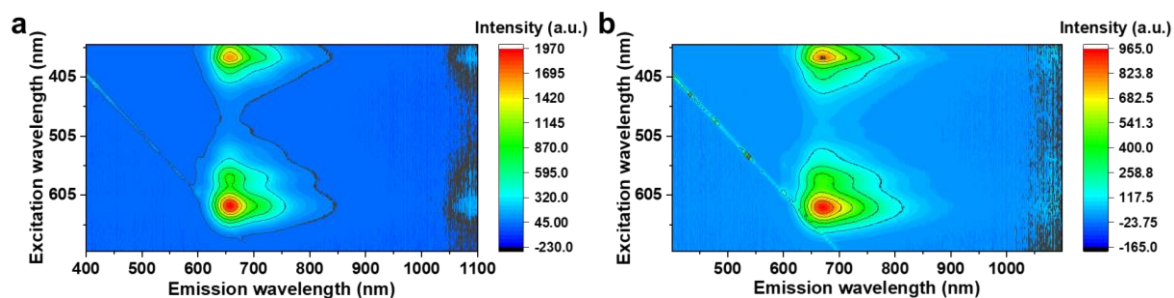 a
Intensity (a.u.)
Excitation wavelength (nm)
405
505
605
400 500 600 700 800 900 1000 1100
Emission wavelength (nm)
1970
1695
1420
1145
870.0
595.0
320.0
45.00
-230.0
b
Intensity (a.u.)
Excitation wavelength (nm)
405
505
605
500 600 700 800 900 1000
Emission wavelength (nm)
965.0
823.8
682.5
541.3
400.0
258.8
117.5
-23.75
-165.0